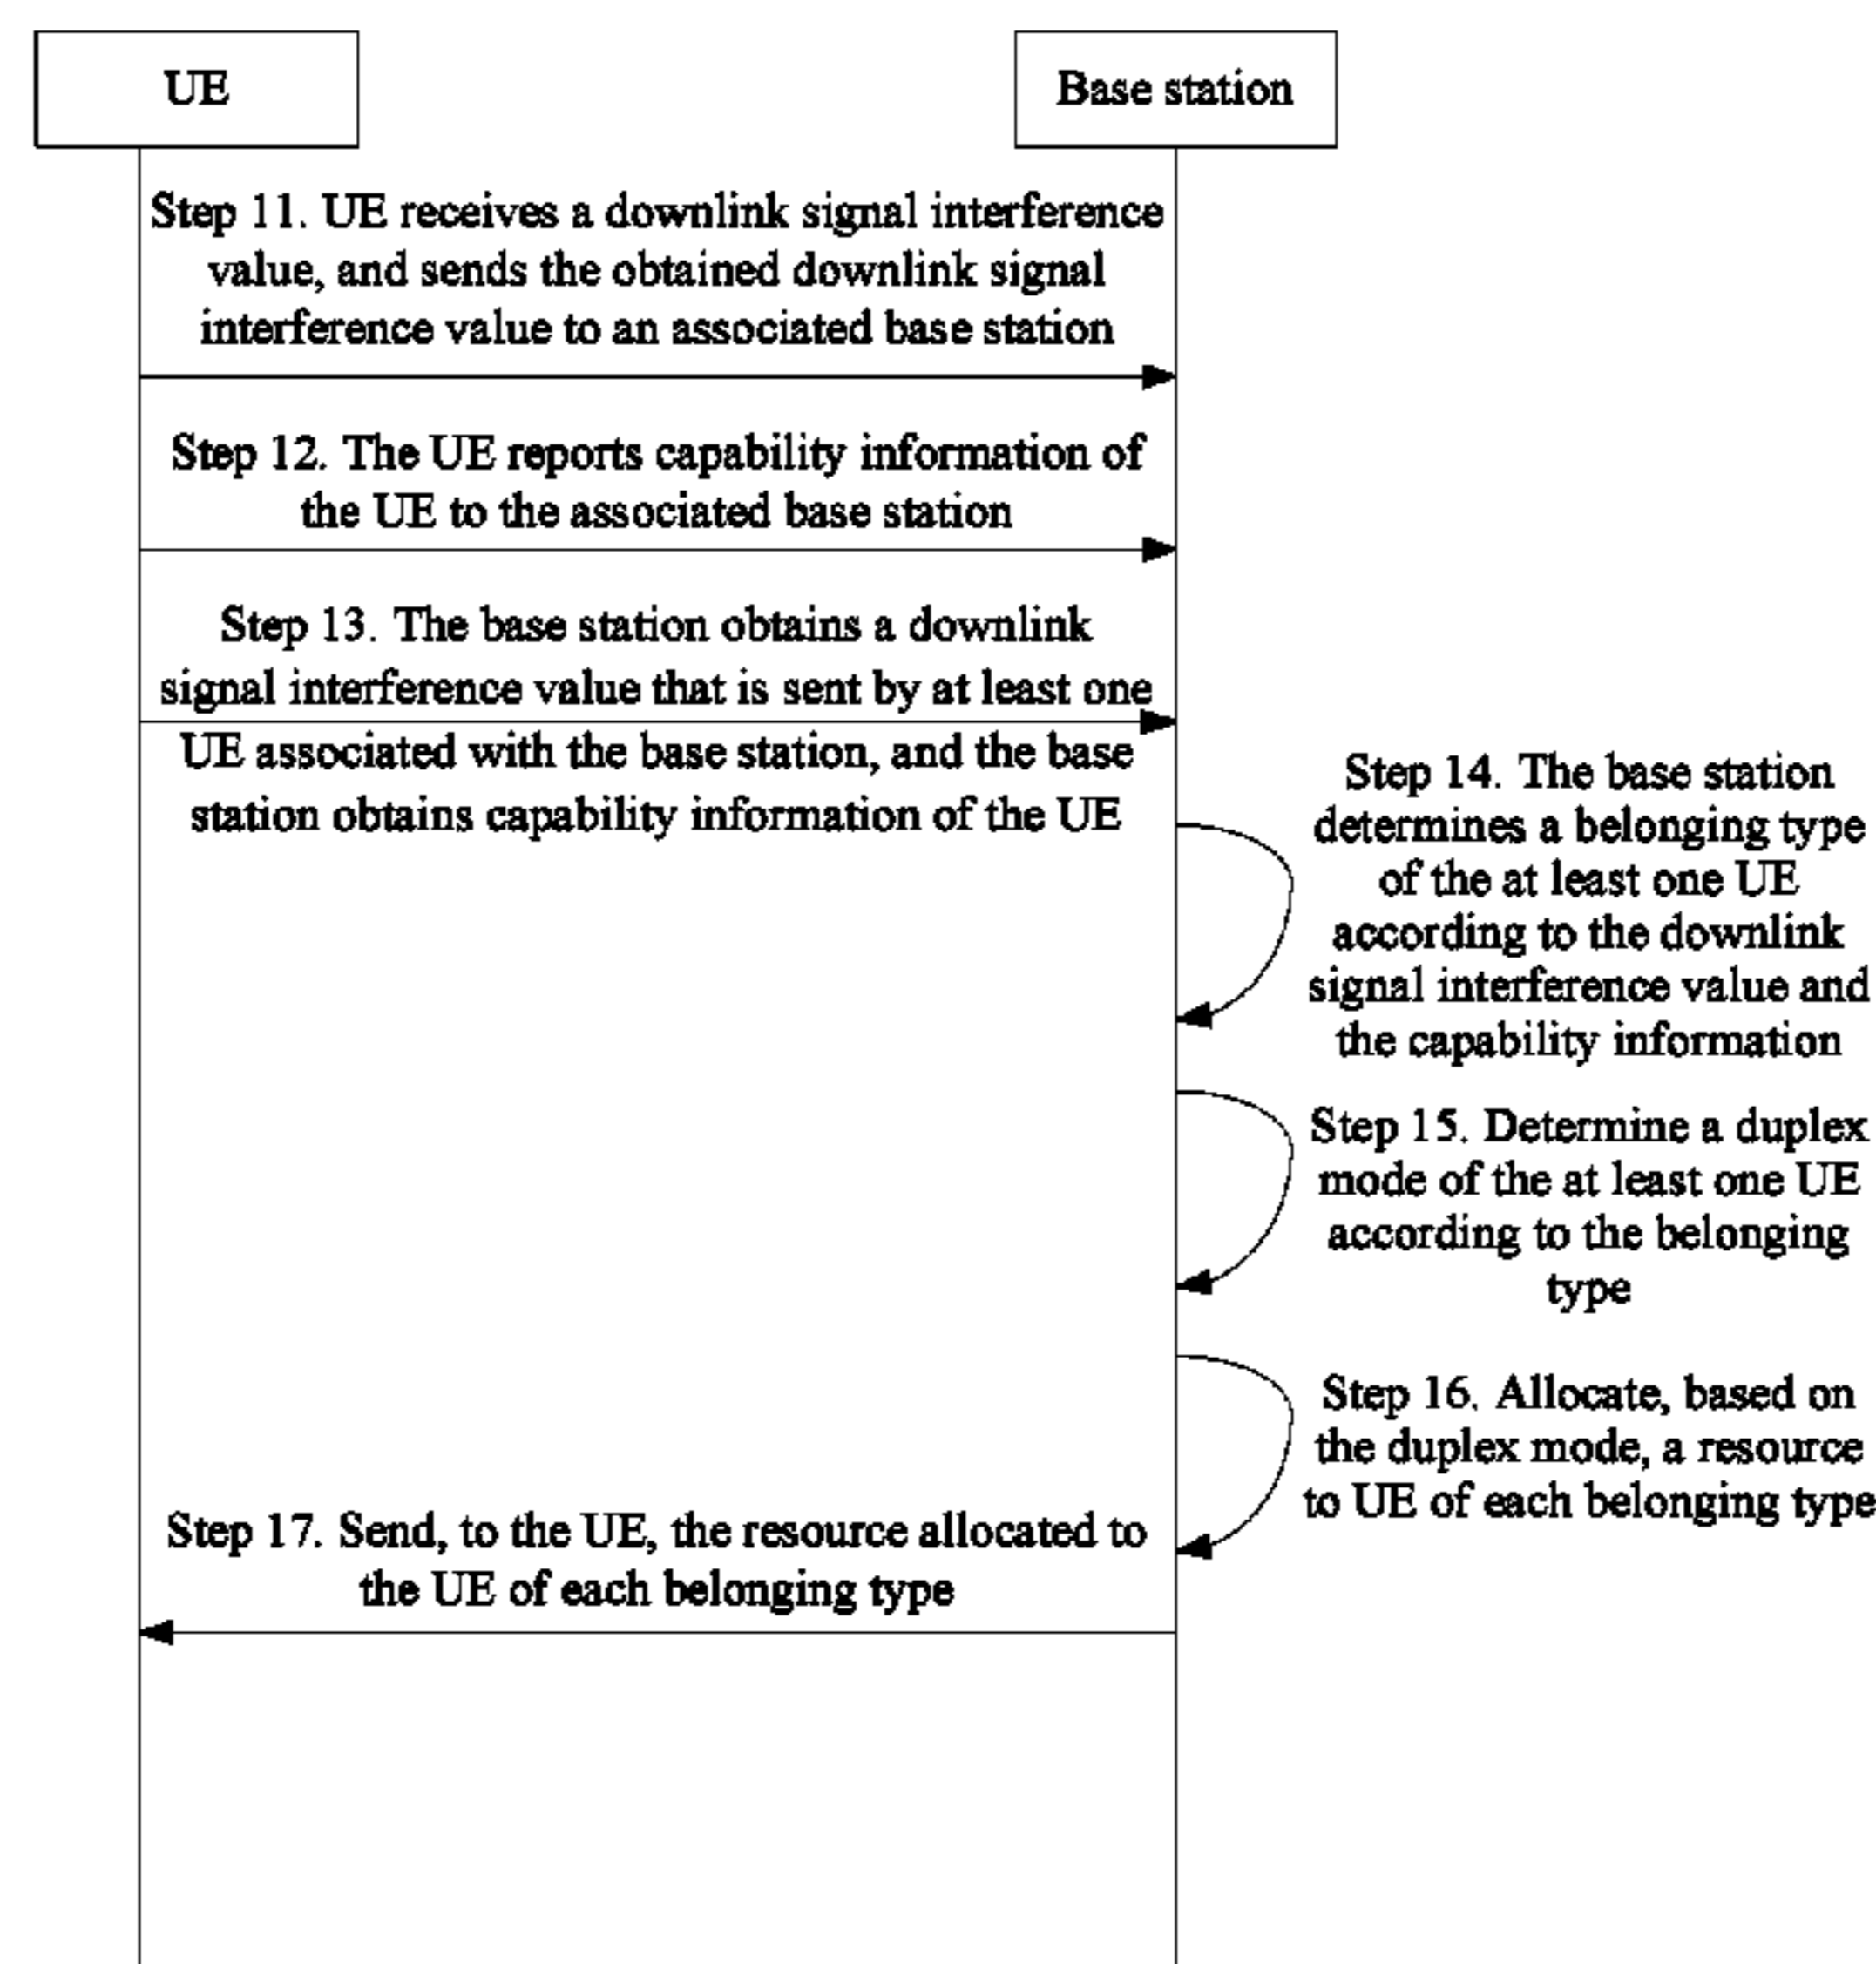 UE
Base station
Step 11. UE receives a downlink signal interference
value, and sends the obtained downlink signal
interference value to an associated base station
Step 12. The UE reports capability information of
the UE to the associated base station
Step 13. The base station obtains a downlink
signal interference value that is sent by at least one
UE associated with the base station, and the base
station obtains capability information of the UE
Step 14. The base station
determines a belonging type
of the at least one UE
according to the downlink
signal interference value and
the capability information
Step 15. Determine a duplex
mode of the at least one UE
according to the belonging
type
Step 16. Allocate, based on
the duplex mode, a resource
to UE of each belonging type
Step 17. Send, to the UE, the resource allocated to
the UE of each belonging type